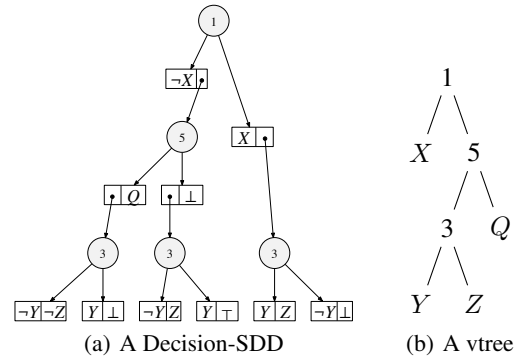 1
¬X
1
X
5
X 5
Q ⊥
3 Q
3 3 3
Y Z
¬Y ¬Z Y ⊥ ¬Y Z Y ⊤ Y Z ¬Y ⊥
(a) A Decision-SDD (b) A vtree